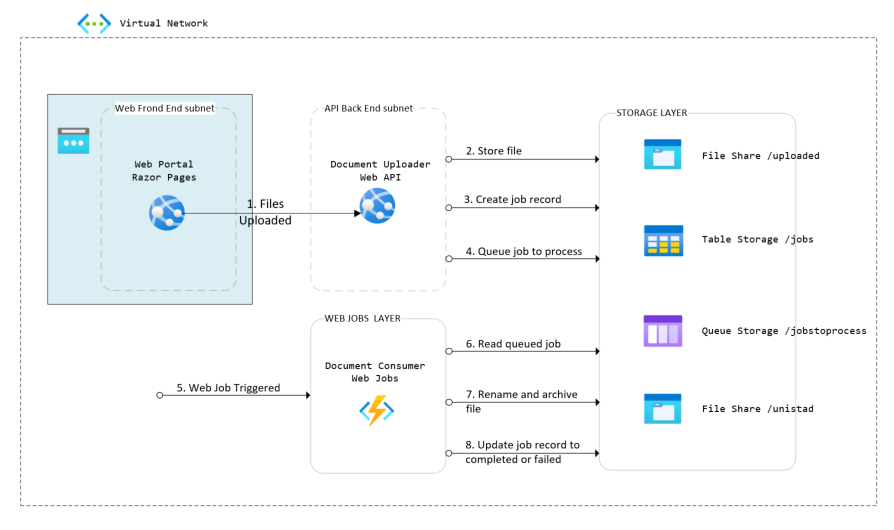 Virtual Network
Web Frond End subnet
API Back End subnet
STORAGE LAYER
Web Portal
Razor Pages
Document Uploader
Web API
1. Files
Uploaded
2. Store file
3. Create job record
4. Queue job to process
File Share /uploaded
Table Storage /jobs
Queue Storage /jobstoprocess
File Share /unistad
WEB JOBS  LAYER
Document Consumer
Web Jobs
5. Web Job Triggered
6. Read queued job
7. Rename and archive
file
8. Update job record to
completed or failed